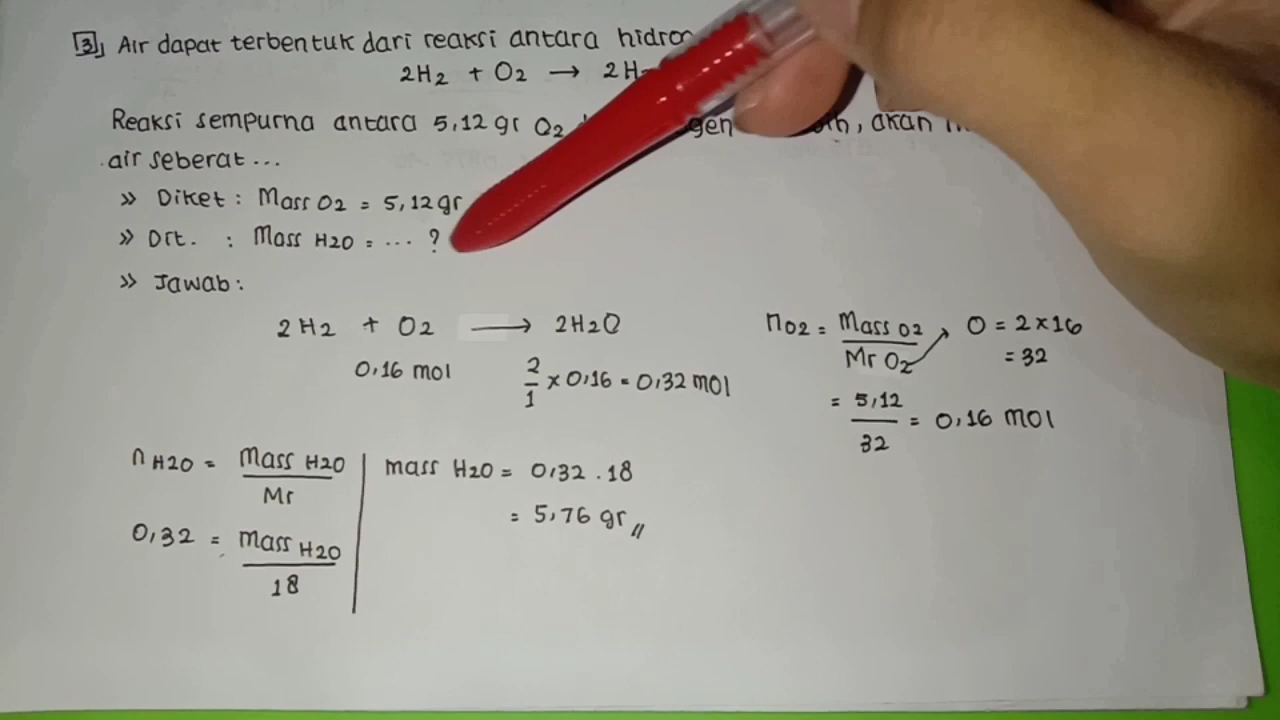 3) Air dapat terbentuk dari reaksi antara
2H2 + O2 → 2H
Reaksi sempurna antara 5,12 gr O2 , akan
air seberat...
» Diket : Mass O2 = 5,12 gr
» Dit. : Mass H2O = ... ?
» Jawab :
2H2 + O2 → 2H2O
0,16 mol 2/1 x 0,16 = 0,32 mol
nO2 = Mass O2 / Mr O2 → O = 2 x 16
= 32
= 5,12 / 32 = 0,16 mol
n H2O = Mass H2O / Mr
0,32 = Mass H2O / 18
mass H2O = 0,32 . 18
= 5,76 gr //